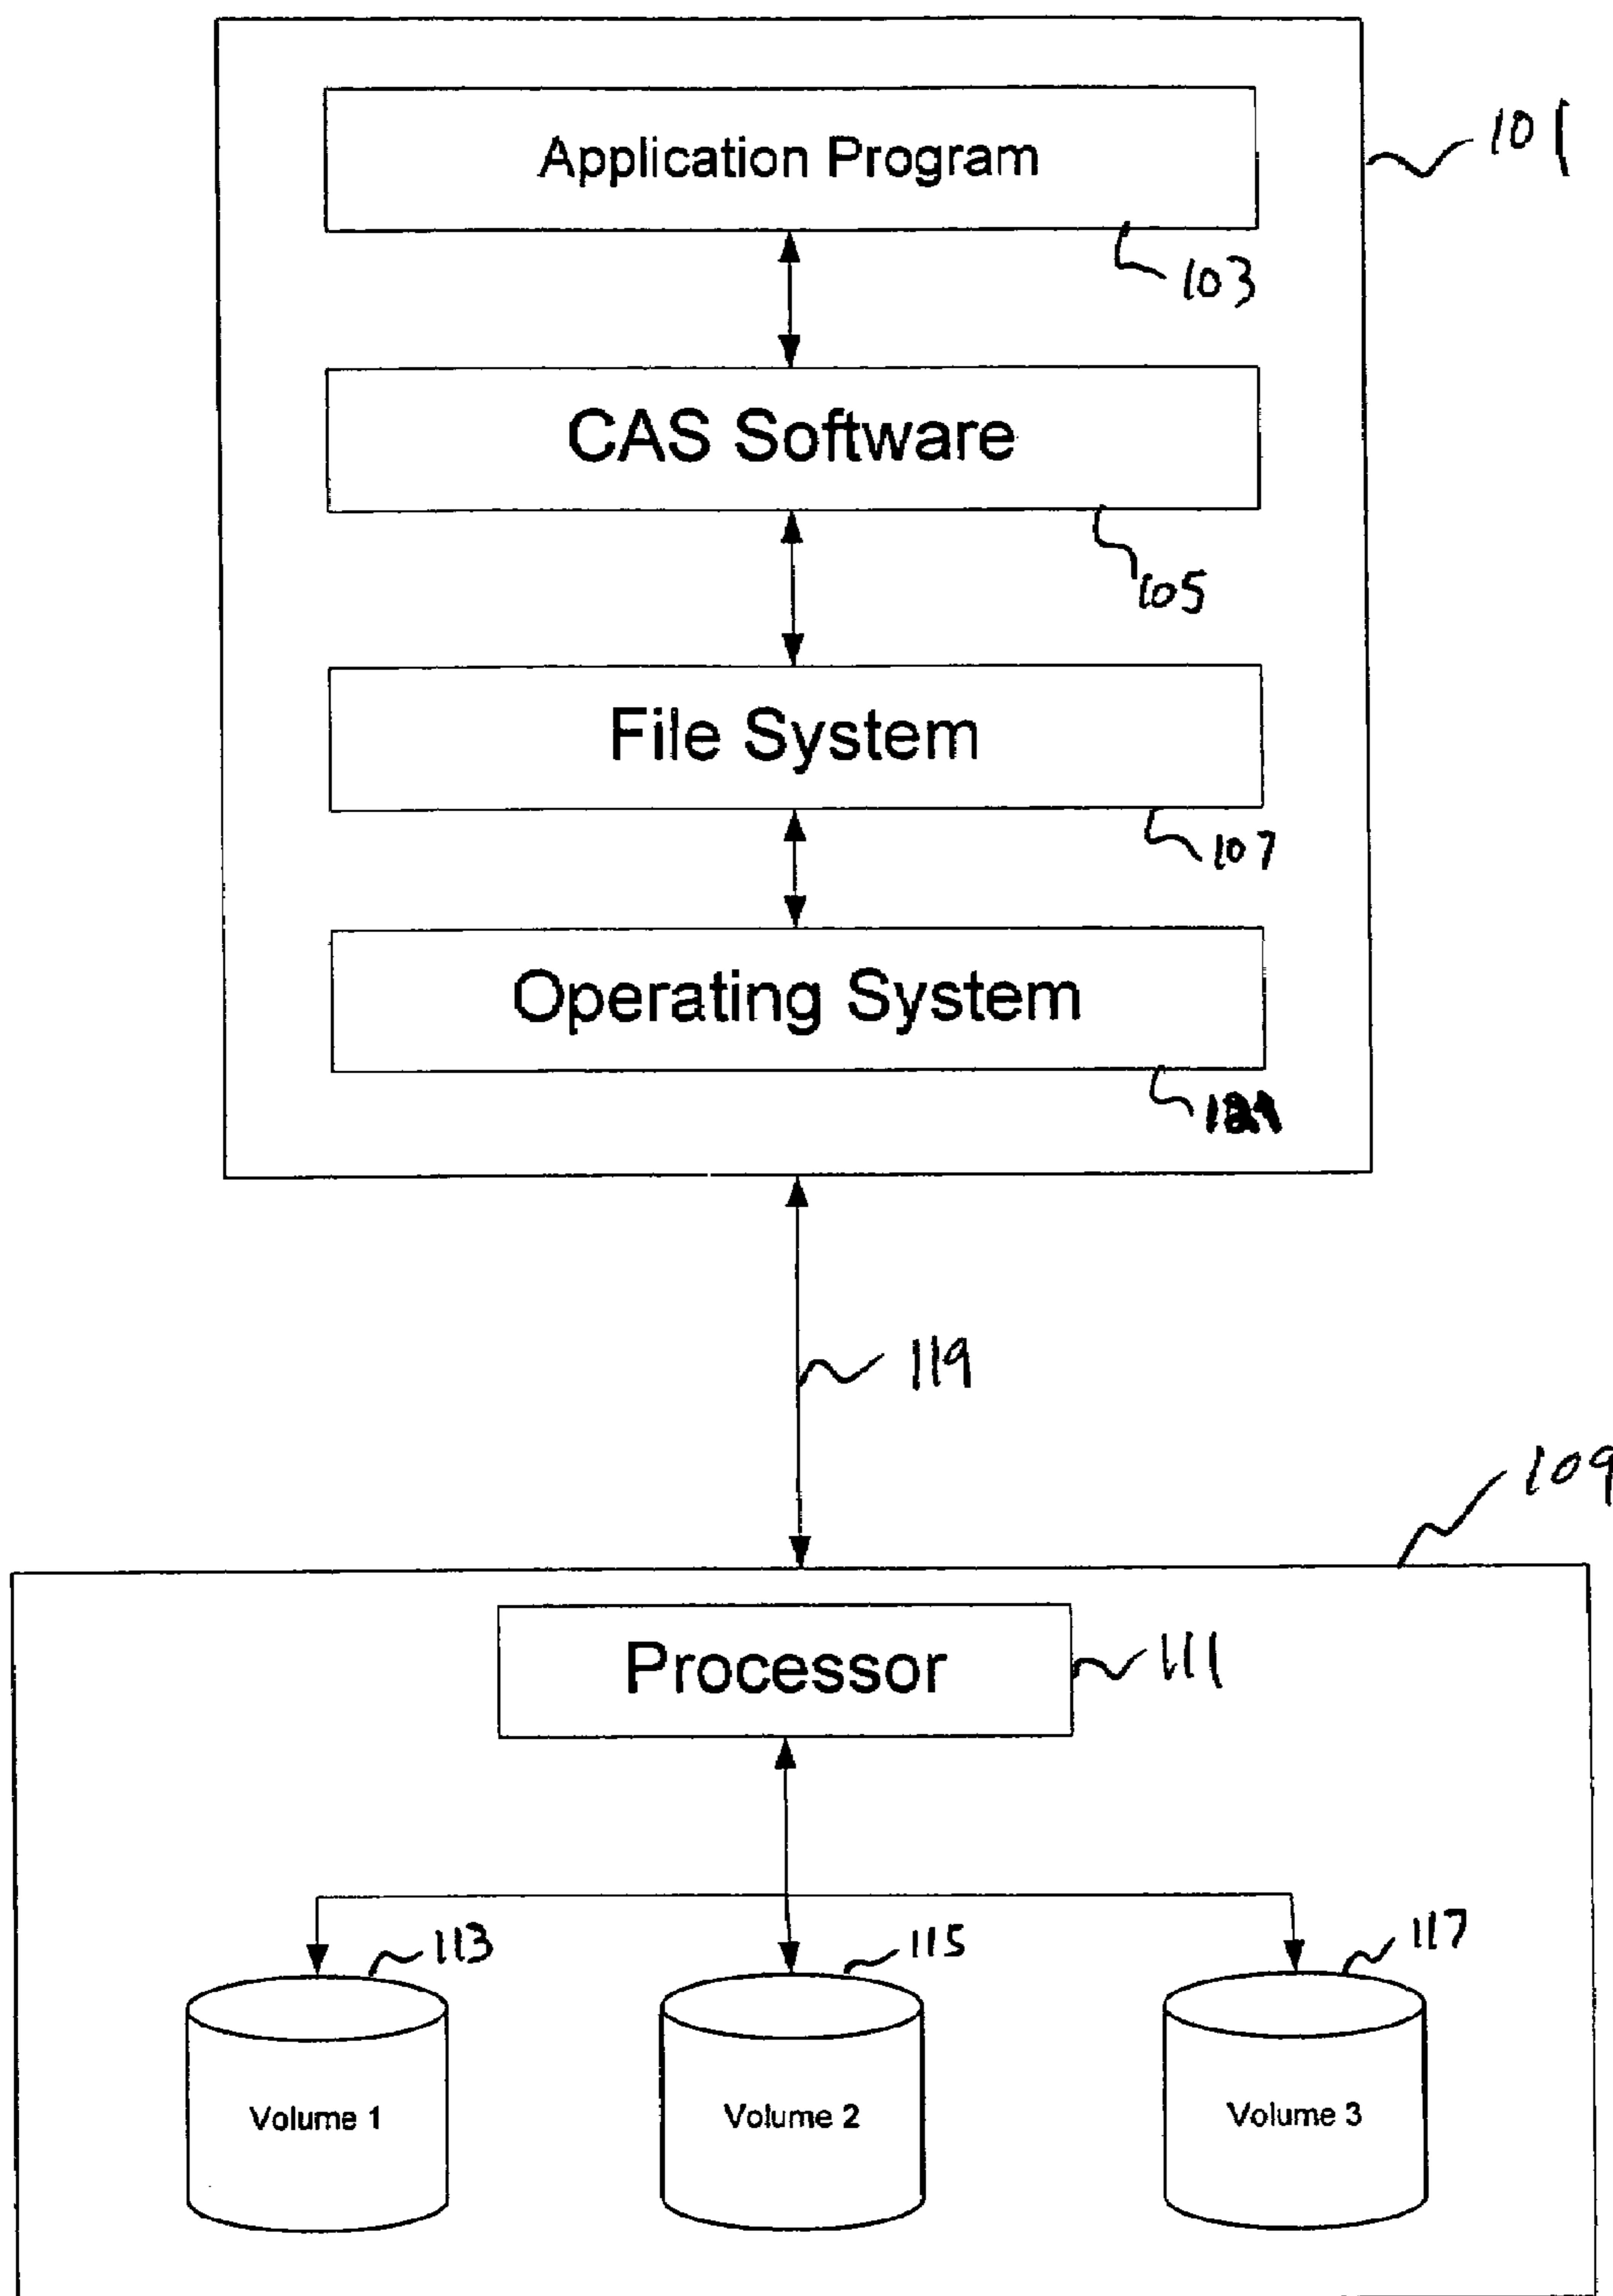 Application Program
101
103
CAS Software
105
File System
107
Operating System
119
109
Processor
111
113
115
117
Volume 1
Volume 2
Volume 3